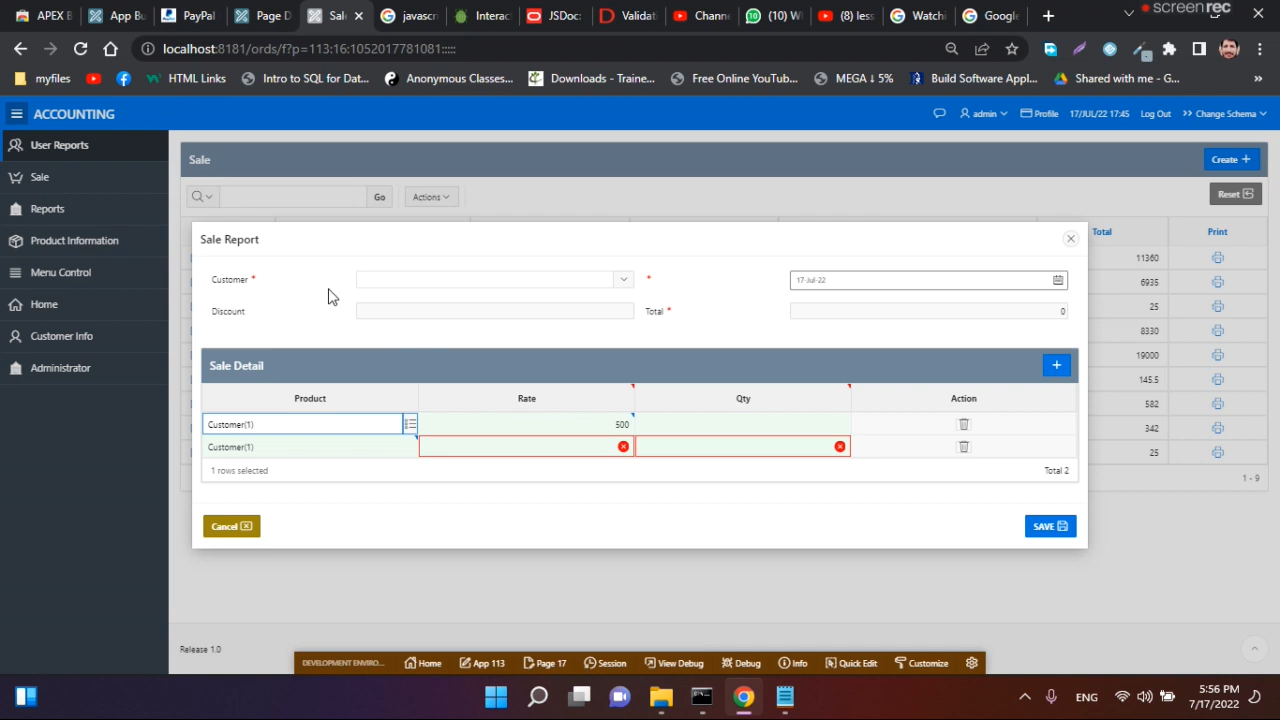 APEX B
App Bu
PayPal
Page D
Sale
javascr
Interac
JSDoc:
Validat
Channe
(10) W
(8) less
Watchi
Google
screenrec
localhost:8181/ords/f?p=113:16:1052017781081:::::
myfiles
HTML Links
Intro to SQL for Dat...
Anonymous Classes...
Downloads - Traine...
Free Online YouTub...
MEGA ↓ 5%
Build Software Appl...
Shared with me - G...
»
ACCOUNTING
admin
Profile
17/JUL/22 17:45
Log Out
>> Change Schema
User Reports
Sale
Reports
Product Information
Menu Control
Home
Customer Info
Administrator
Sale
Create +
Go
Actions
Reset
Total
Print
11360
6935
25
8330
19000
145.5
582
342
25
1 - 9
Sale Report
Customer *
*
17-Jul-22
Discount
Total *
0
Sale Detail
+
Product
Rate
Qty
Action
Customer(1)
500
Customer(1)
1 rows selected
Total 2
Cancel
SAVE
Release 1.0
DEVELOPMENT ENVIRO...
Home
App 113
Page 17
Session
View Debug
Debug
Info
Quick Edit
Customize
ENG
5:56 PM
7/17/2022